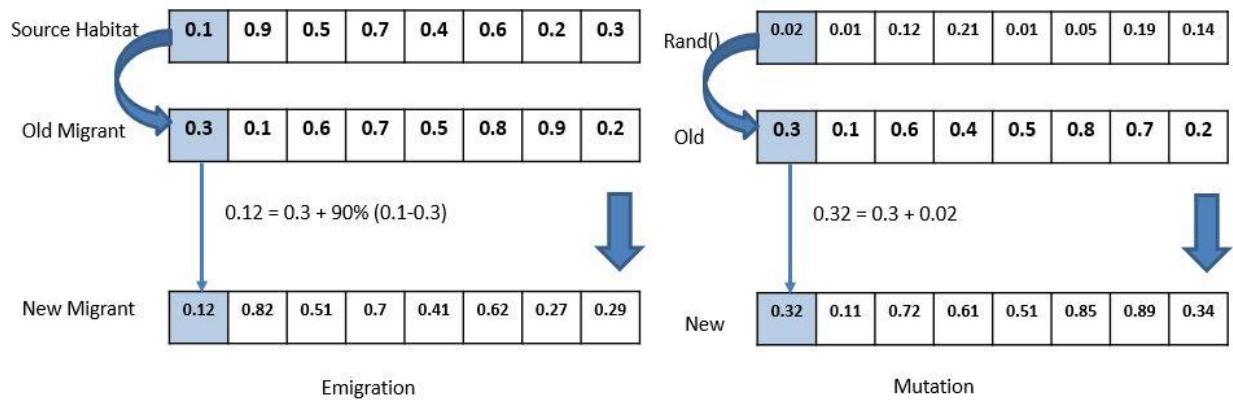 Source Habitat 0.1 0.9 0.5 0.7 0.4 0.6 0.2 0.3
Old Migrant 0.3 0.1 0.6 0.7 0.5 0.8 0.9 0.2
0.12 = 0.3 + 90% (0.1-0.3)
New Migrant 0.12 0.82 0.51 0.7 0.41 0.62 0.27 0.29
Emigration
Rand() 0.02 0.01 0.12 0.21 0.01 0.05 0.19 0.14
Old 0.3 0.1 0.6 0.4 0.5 0.8 0.7 0.2
0.32 = 0.3 + 0.02
New 0.32 0.11 0.72 0.61 0.51 0.85 0.89 0.34
Mutation